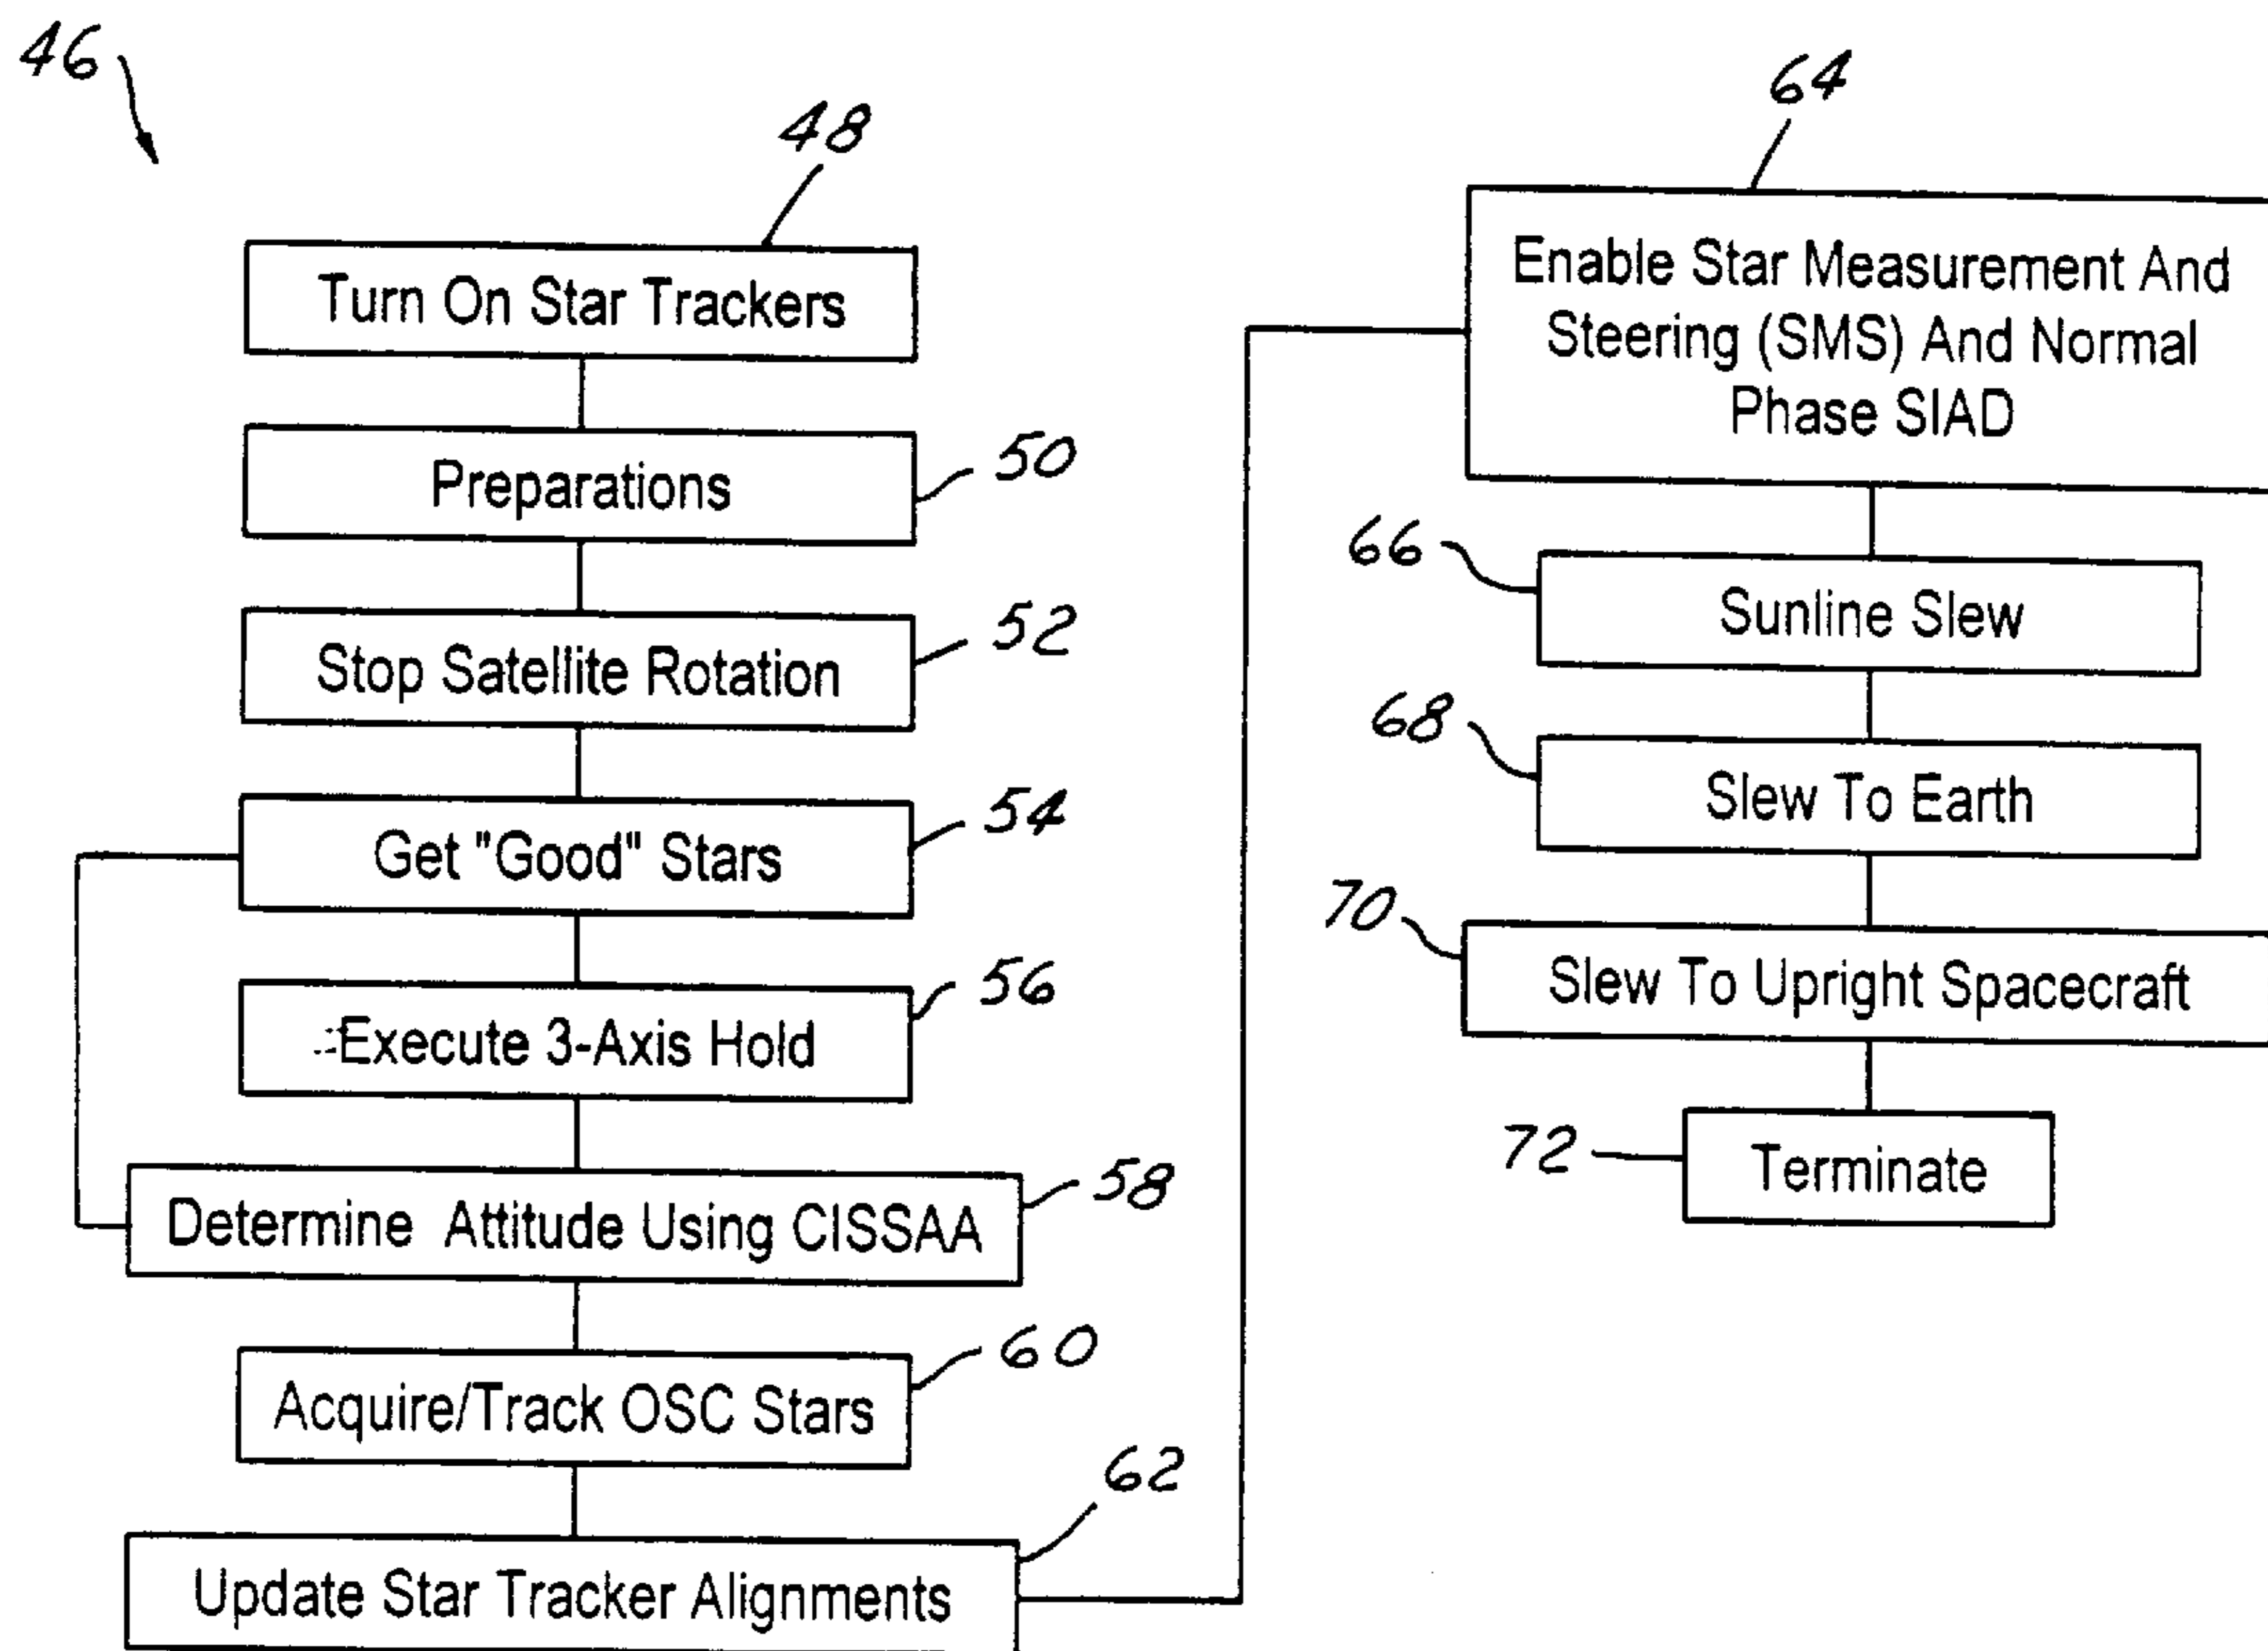 46
48
Turn On Star Trackers
Preparations
50
Stop Satellite Rotation
52
Get "Good" Stars
54
Execute 3-Axis Hold
56
Determine Attitude Using CISSAA
58
Acquire/Track OSC Stars
60
Update Star Tracker Alignments
62
64
Enable Star Measurement And
Steering (SMS) And Normal
Phase SIAD
66
Sunline Slew
68
Slew To Earth
70
Slew To Upright Spacecraft
72
Terminate